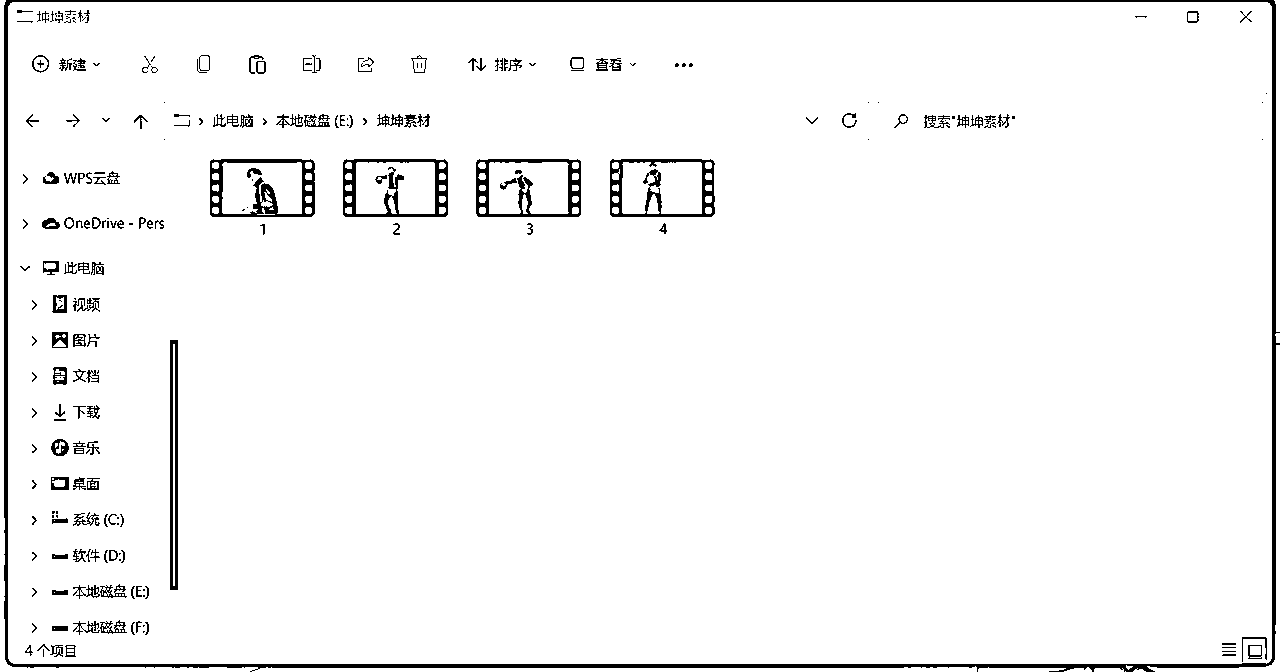 坤坤素材
新建 排序 查看 •••
此电脑 本地磁盘 (E:) 坤坤素材 搜索"坤坤素材"
WPS云盘
OneDrive - Pers
此电脑
视频
图片
文档
下载
音乐
桌面
系统 (C:)
软件 (D:)
本地磁盘 (E:)
本地磁盘 (F:)
1 2 3 4
4 个项目